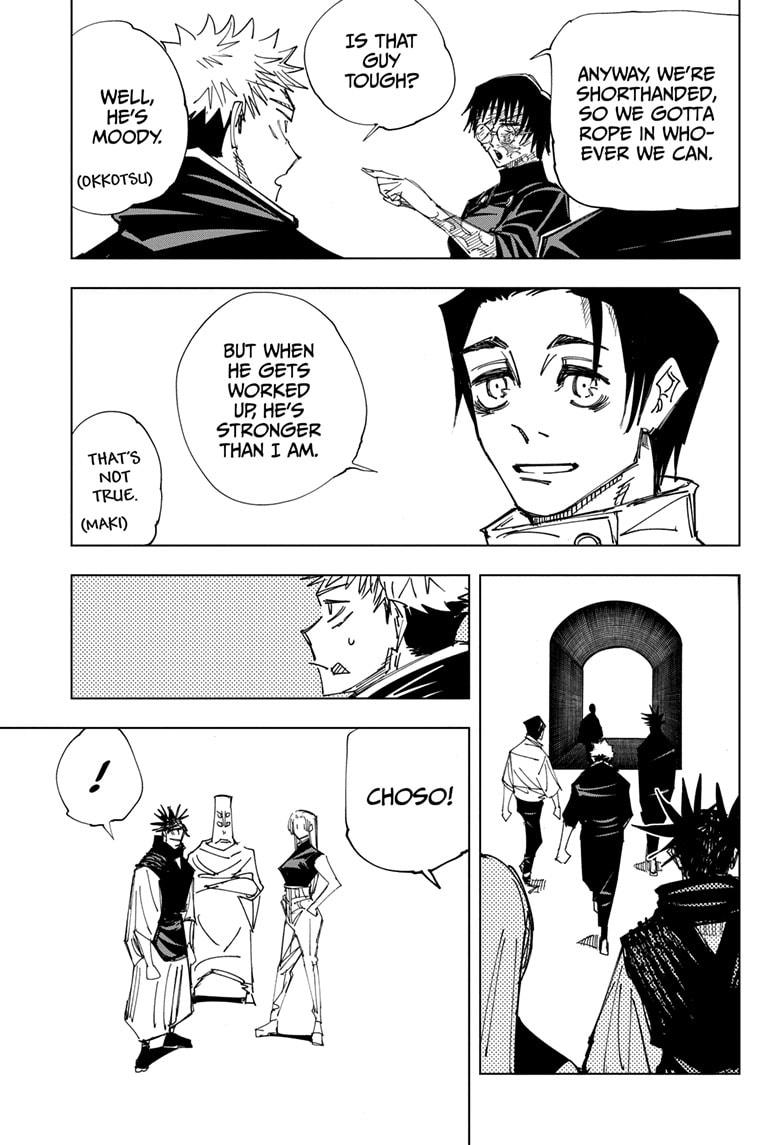 ANYWAY, WE'RE
SHORTHANDED,
SO WE GOTTA
ROPE IN WHO-
EVER WE CAN.
IS THAT
GUY
TOUGH?
WELL,
HE'S
MOODY.
(OKKOTSU)
BUT WHEN
HE GETS
WORKED
UP, HE'S
STRONGER
THAN I AM.
THAT'S
NOT
TRUE.
(MAKI)
CHOSO!
!